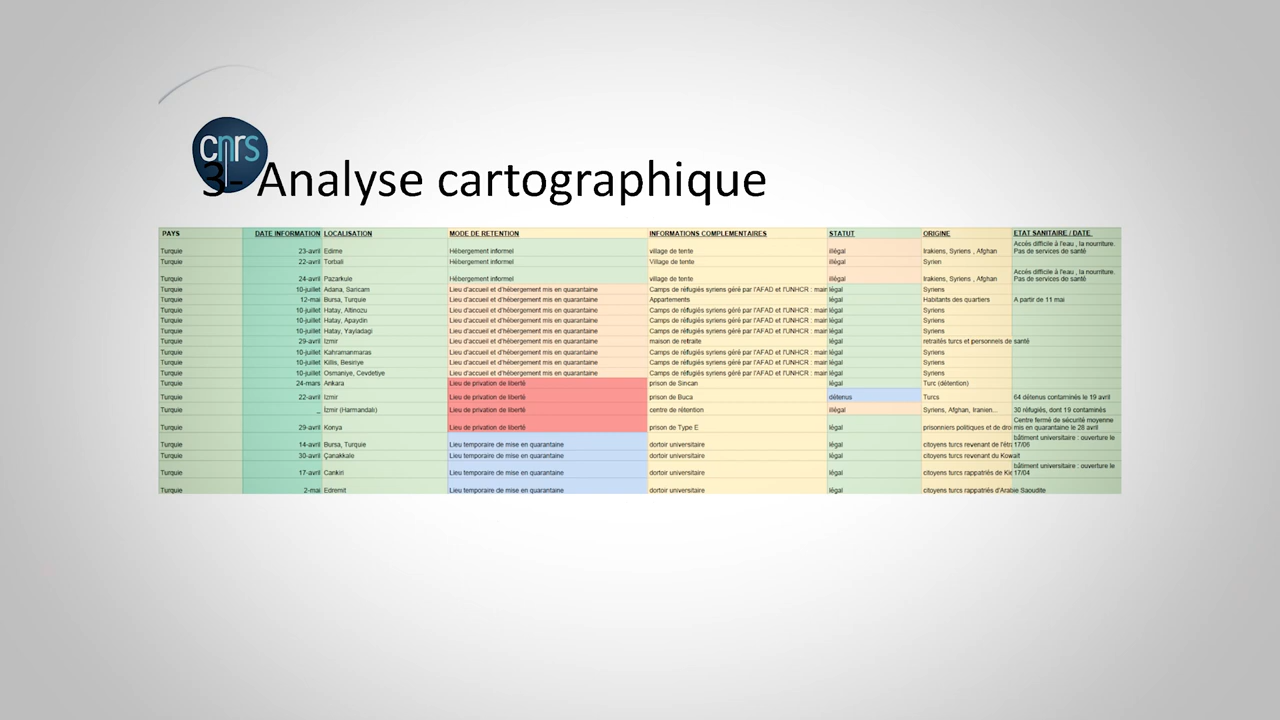 cnrs
3- Analyse cartographique
PAYS DATE INFORMATION LOCALISATION MODE DE RETENTION INFORMATIONS COMPLEMENTAIRES STATUT ORIGINE ETAT SANITAIRE / DATE
Turquie 23-avril Edirne Hébergement informel village de tente illégal Irakiens, Syriens , Afghan Accès difficile à l'eau , la nourriture. Pas de services de santé
Turquie 22-avril Torbali Hébergement informel Village de tente illégal Syrien
Turquie 24-avril Pazarkule Hébergement informel village de tente illégal Irakiens, Syriens , Afghan Accès difficile à l'eau , la nourriture. Pas de services de santé
Turquie 10-juillet Adana, Saricam Lieu d'accueil et d'hébergement mis en quarantaine Camps de réfugiés syriens géré par l'AFAD et l'UNHCR : main légal Syriens
Turquie 12-mai Bursa, Turquie Lieu d'accueil et d'hébergement mis en quarantaine Appartements légal Habitants des quartiers A partir de 11 mai
Turquie 10-juillet Hatay, Altinozu Lieu d'accueil et d'hébergement mis en quarantaine Camps de réfugiés syriens géré par l'AFAD et l'UNHCR : main légal Syriens
Turquie 10-juillet Hatay, Apaydin Lieu d'accueil et d'hébergement mis en quarantaine Camps de réfugiés syriens géré par l'AFAD et l'UNHCR : main légal Syriens
Turquie 10-juillet Hatay, Yayladagi Lieu d'accueil et d'hébergement mis en quarantaine Camps de réfugiés syriens géré par l'AFAD et l'UNHCR : main légal Syriens
Turquie 29-avril Izmir Lieu d'accueil et d'hébergement mis en quarantaine maison de retraite légal retraités turcs et personnels de santé
Turquie 10-juillet Kahramanmaras Lieu d'accueil et d'hébergement mis en quarantaine Camps de réfugiés syriens géré par l'AFAD et l'UNHCR : main légal Syriens
Turquie 10-juillet Killis, Besiriye Lieu d'accueil et d'hébergement mis en quarantaine Camps de réfugiés syriens géré par l'AFAD et l'UNHCR : main légal Syriens
Turquie 10-juillet Osmaniye, Cevdetiye Lieu d'accueil et d'hébergement mis en quarantaine Camps de réfugiés syriens géré par l'AFAD et l'UNHCR : main légal Syriens
Turquie 24-mars Ankara Lieu de privation de liberté prison de Sincan légal Turc (détention)
Turquie 22-avril Izmir Lieu de privation de liberté prison de Buca détenus Turcs 64 détenus contaminés le 19 avril
Turquie _ İzmir (Harmandalı) Lieu de privation de liberté centre de rétention illégal Syriens, Afghan, Iranien... 30 réfugiés, dont 19 contaminés
Turquie 29-avril Konya Lieu de privation de liberté prison de Type E légal prisonniers politiques et de dro Centre fermé de sécurité moyenne mis en quarantaine le 28 avril
Turquie 14-avril Bursa, Turquie Lieu temporaire de mise en quarantaine dortoir universitaire légal citoyens turcs revenant de l'étra bâtiment universitaire : ouverture le 17/06
Turquie 30-avril Çanakkale Lieu temporaire de mise en quarantaine dortoir universitaire légal citoyens turcs revenant du Kowait
Turquie 17-avril Cankiri Lieu temporaire de mise en quarantaine dortoir universitaire légal citoyens turcs rappatriés de Kie bâtiment universitaire : ouverture le 17/04
Turquie 2-mai Edremit Lieu temporaire de mise en quarantaine dortoir universitaire légal citoyens turcs rappatriés d'Arabie Saoudite